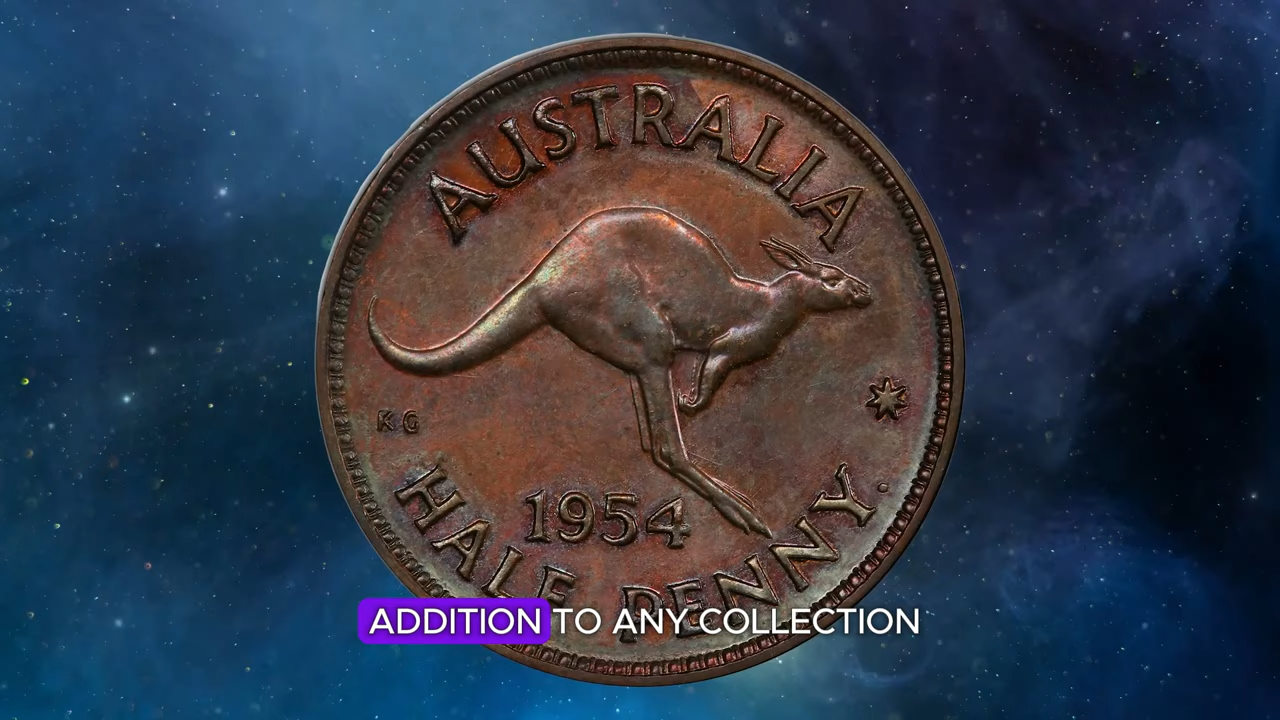 AUSTRALIA
KG
1954
HALF PENNY.
ADDITION TO ANY COLLECTION